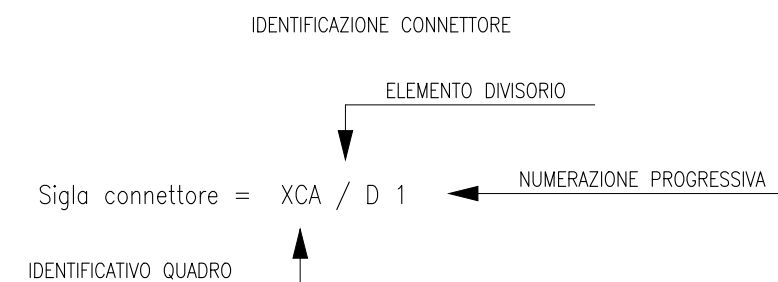 IDENTIFICAZIONE CONNETTORE
ELEMENTO DIVISORIO
Sigla connettore = XCA / D 1
NUMERAZIONE PROGRESSIVA
IDENTIFICATIVO QUADRO